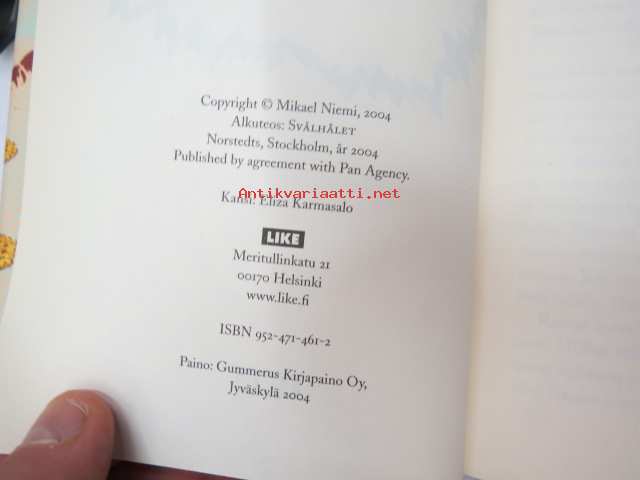 Copyright © Mikael Niemi, 2004
Alkuteos: SVÅLHÅLET
Norstedts, Stockholm, år 2004
Published by agreement with Pan Agency.
Antikvariaatti.net
Kansi: Eliza Karmasalo
LIKE
Meritullinkatu 21
00170 Helsinki
www.like.fi
ISBN 952-471-461-2
Paino: Gummerus Kirjapaino Oy,
Jyväskylä 2004